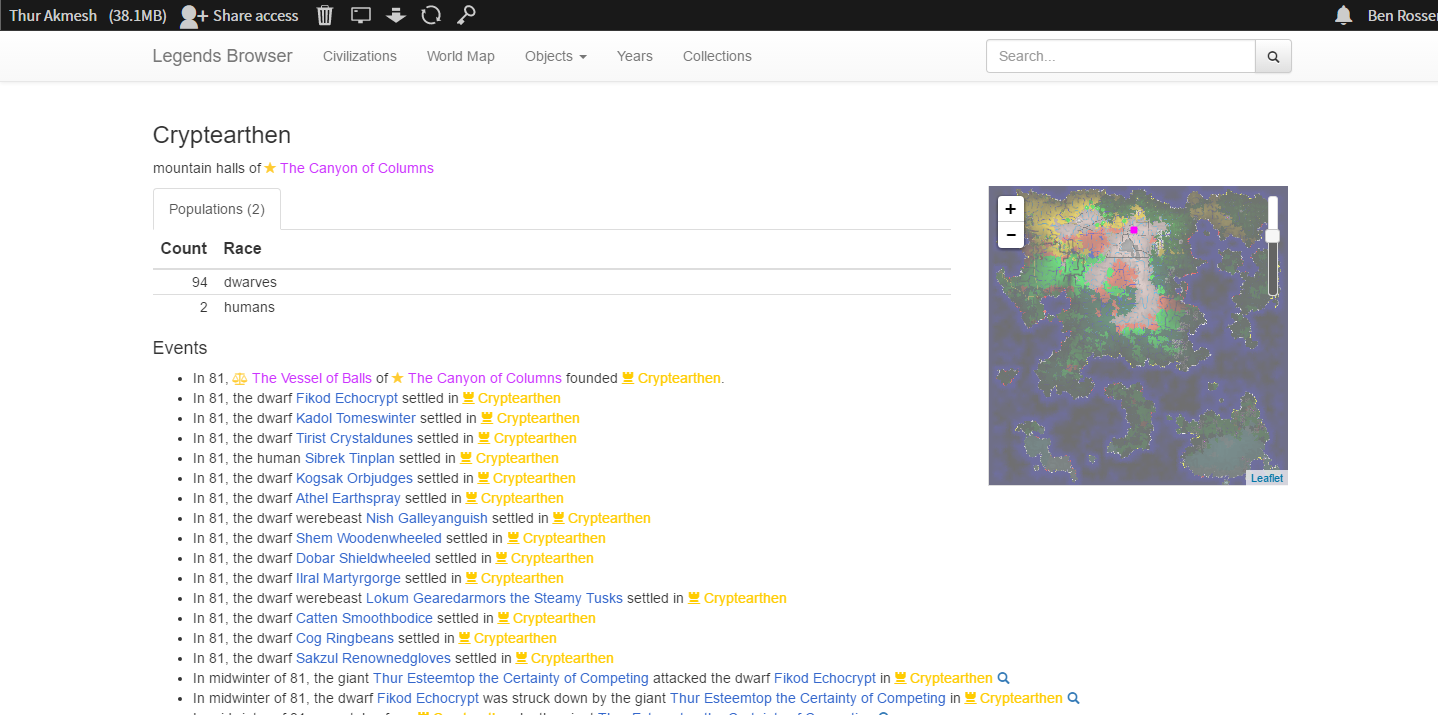 Thur Akmesh (38.1MB) Share access Ben Rosser
Legends Browser Civilizations World Map Objects Years Collections Search...
Cryptearthen
mountain halls of The Canyon of Columns
Populations (2)
Count Race
94 dwarves
2 humans
+
−
Leaflet
Events
• In 81, The Vessel of Balls of The Canyon of Columns founded Cryptearthen.
• In 81, the dwarf Fikod Echocrypt settled in Cryptearthen
• In 81, the dwarf Kadol Tomeswinter settled in Cryptearthen
• In 81, the dwarf Tirist Crystaldunes settled in Cryptearthen
• In 81, the human Sibrek Tinplan settled in Cryptearthen
• In 81, the dwarf Kogsak Orbjudges settled in Cryptearthen
• In 81, the dwarf Athel Earthspray settled in Cryptearthen
• In 81, the dwarf werebeast Nish Galleyanguish settled in Cryptearthen
• In 81, the dwarf Shem Woodenwheeled settled in Cryptearthen
• In 81, the dwarf Dobar Shieldwheeled settled in Cryptearthen
• In 81, the dwarf Ilral Martyrgorge settled in Cryptearthen
• In 81, the dwarf werebeast Lokum Gearedarmors the Steamy Tusks settled in Cryptearthen
• In 81, the dwarf Catten Smoothbodice settled in Cryptearthen
• In 81, the dwarf Cog Ringbeans settled in Cryptearthen
• In 81, the dwarf Sakzul Renownedgloves settled in Cryptearthen
• In midwinter of 81, the giant Thur Esteemtop the Certainty of Competing attacked the dwarf Fikod Echocrypt in Cryptearthen
• In midwinter of 81, the dwarf Fikod Echocrypt was struck down by the giant Thur Esteemtop the Certainty of Competing in Cryptearthen